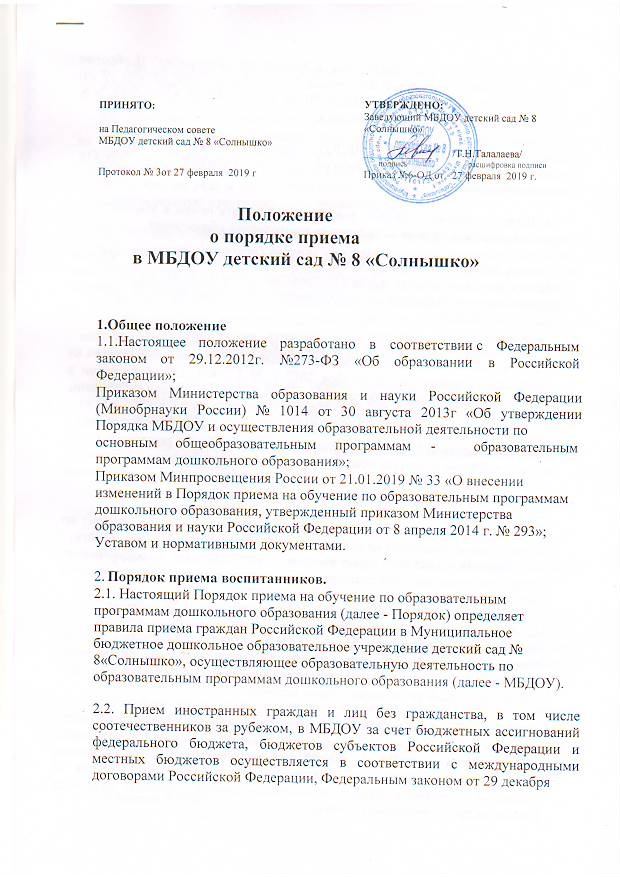 ПРИНЯТО:
на Педагогическом совете
МБДОУ детский сад № 8 «Солнышко»
Протокол № 3от 27 февраля 2019 г
УТВЕРЖДЕНО:
Заведующий МБДОУ детский сад № 8
«Солнышко»
/Т.Н.Талалаева/
подпись расшифровка подписи
Приказ №6-ОД от 27 февраля 2019 г.
Положение
о порядке приема
в МБДОУ детский сад № 8 «Солнышко»
1.Общее положение
1.1.Настоящее положение разработано в соответствии с Федеральным
законом от 29.12.2012г. №273-ФЗ «Об образовании в Российской
Федерации»;
Приказом Министерства образования и науки Российской Федерации
(Минобрнауки России) № 1014 от 30 августа 2013г «Об утверждении
Порядка МБДОУ и осуществления образовательной деятельности по
основным общеобразовательным программам - образовательным
программам дошкольного образования»;
Приказом Минпросвещения России от 21.01.2019 № 33 «О внесении
изменений в Порядок приема на обучение по образовательным программам
дошкольного образования, утвержденный приказом Министерства
образования и науки Российской Федерации от 8 апреля 2014 г. № 293»;
Уставом и нормативными документами.
2. Порядок приема воспитанников.
2.1. Настоящий Порядок приема на обучение по образовательным
программам дошкольного образования (далее - Порядок) определяет
правила приема граждан Российской Федерации в Муниципальное
бюджетное дошкольное образовательное учреждение детский сад №
8«Солнышко», осуществляющее образовательную деятельность по
образовательным программам дошкольного образования (далее - МБДОУ).
2.2. Прием иностранных граждан и лиц без гражданства, в том числе
соотечественников за рубежом, в МБДОУ за счет бюджетных ассигнований
федерального бюджета, бюджетов субъектов Российской Федерации и
местных бюджетов осуществляется в соответствии с международными
договорами Российской Федерации, Федеральным законом от 29 декабря